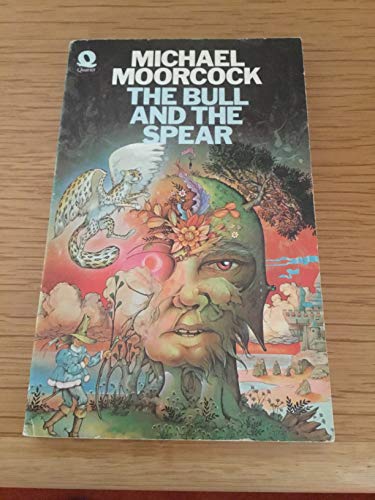 MICHAEL
MOORCOCK
THE BULL
AND THE
SPEAR
Quartet